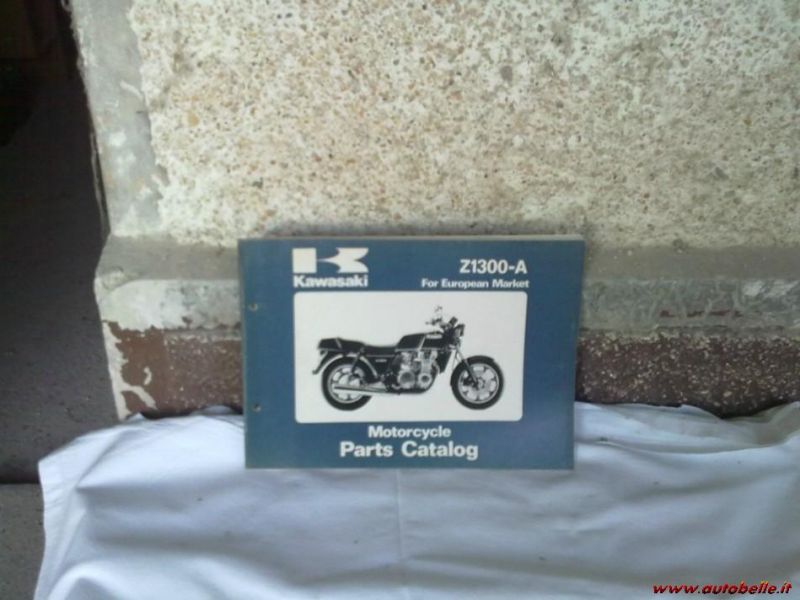 Kawasaki
Z1300-A
For European Market
Motorcycle
Parts Catalog
www.autobelle.it